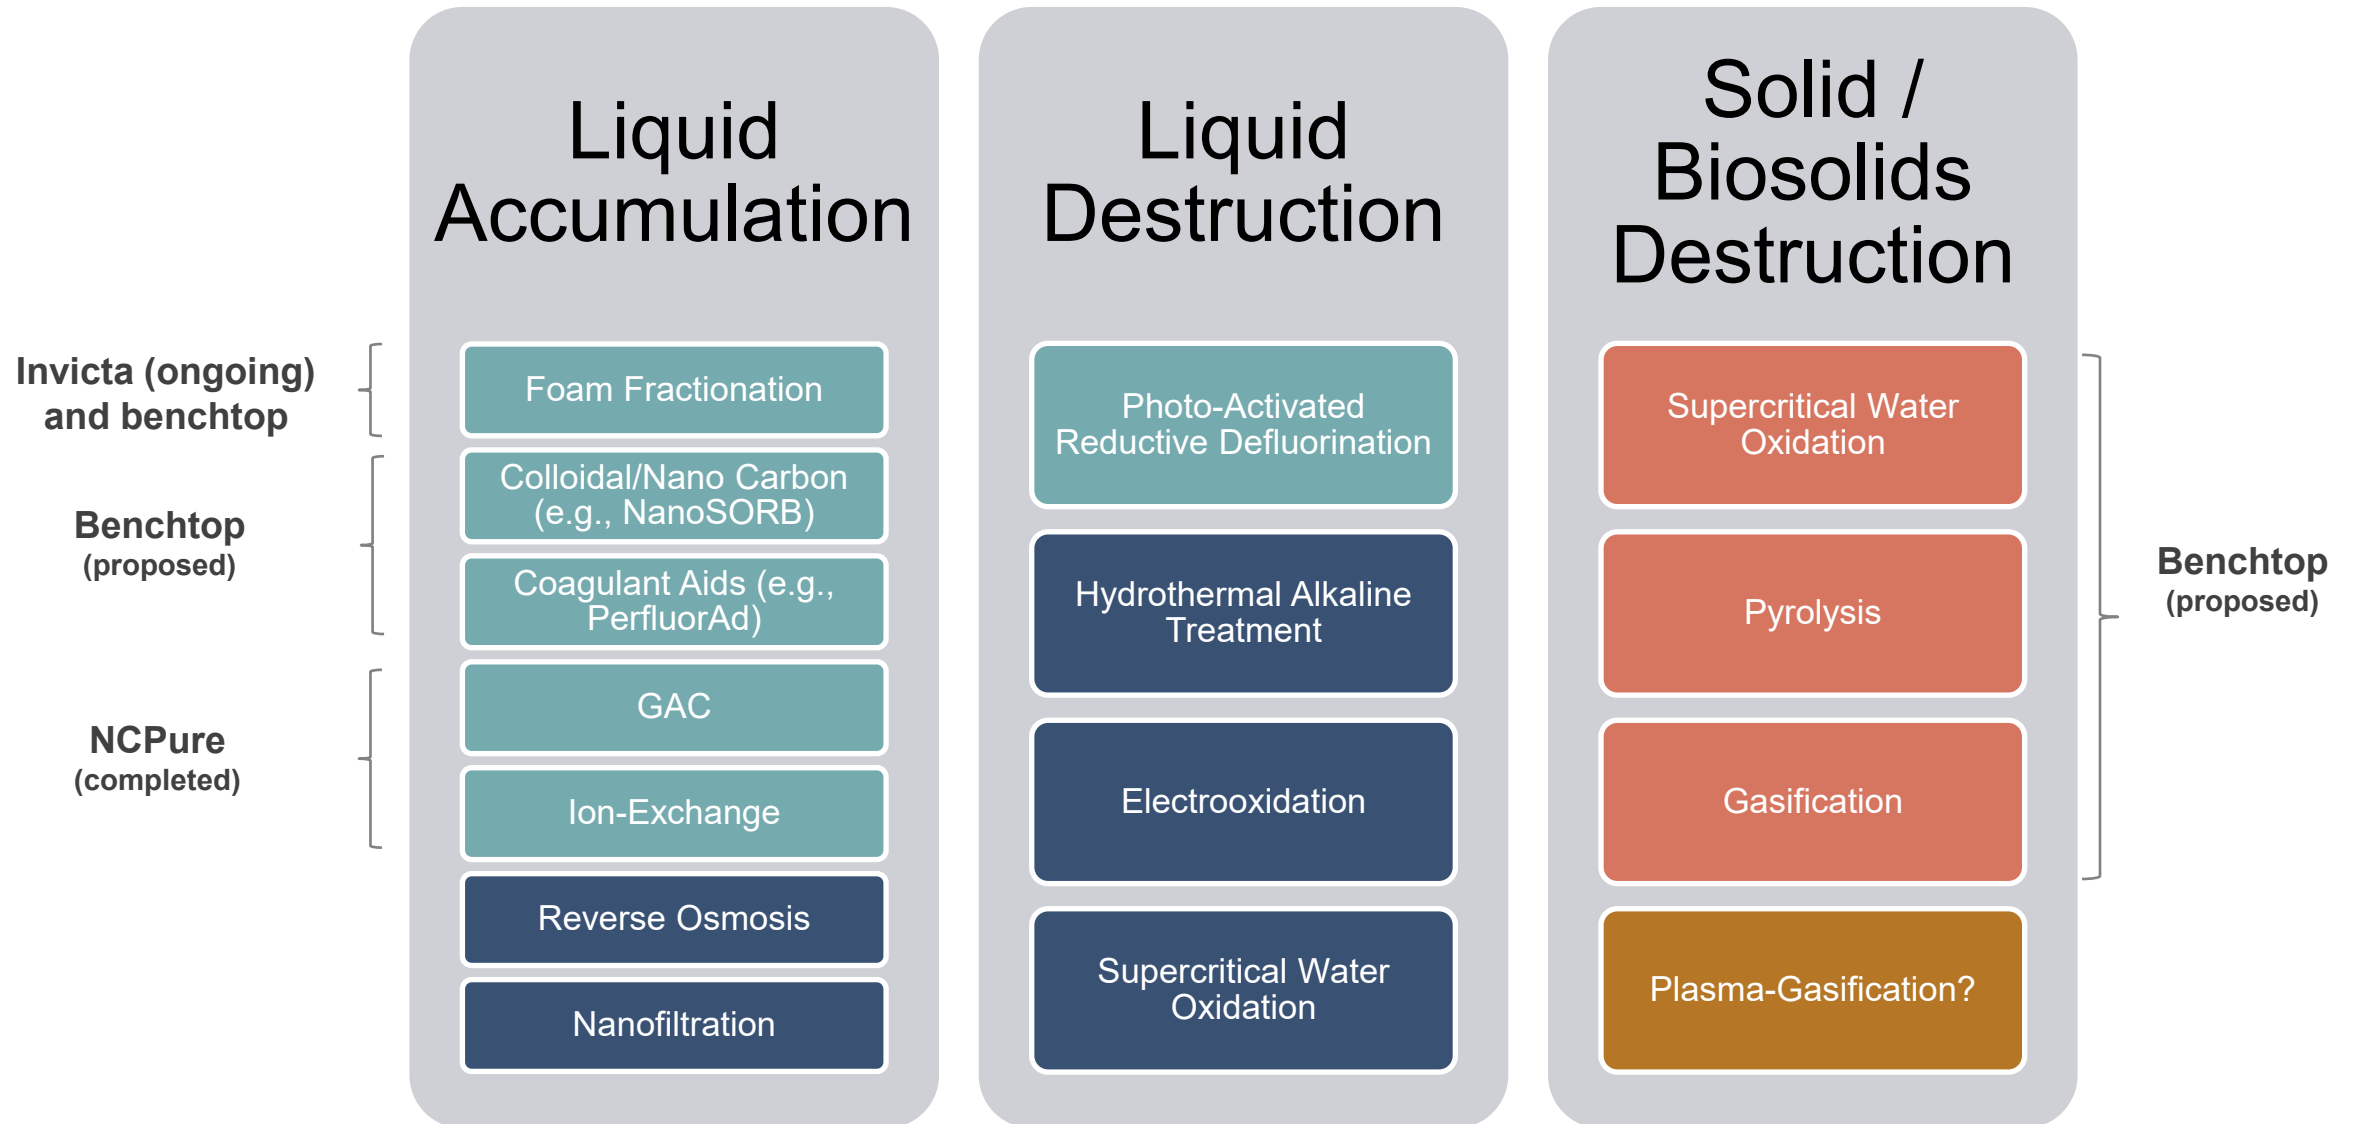 Liquid
Accumulation
Invicta (ongoing)
and benchtop
Benchtop
(proposed)
NCPure
(completed)
Foam Fractionation
Colloidal/Nano Carbon
(e.g., NanoSORB)
Coagulant Aids (e.g.,
PerfluorAd)
GAC
Ion-Exchange
Reverse Osmosis
Nanofiltration
Liquid
Destruction
Photo-Activated
Reductive Defluorination
Hydrothermal Alkaline
Treatment
Electrooxidation
Supercritical Water
Oxidation
Solid /
Biosolids
Destruction
Supercritical Water
Oxidation
Pyrolysis
Gasification
Plasma-Gasification?
Benchtop
(proposed)